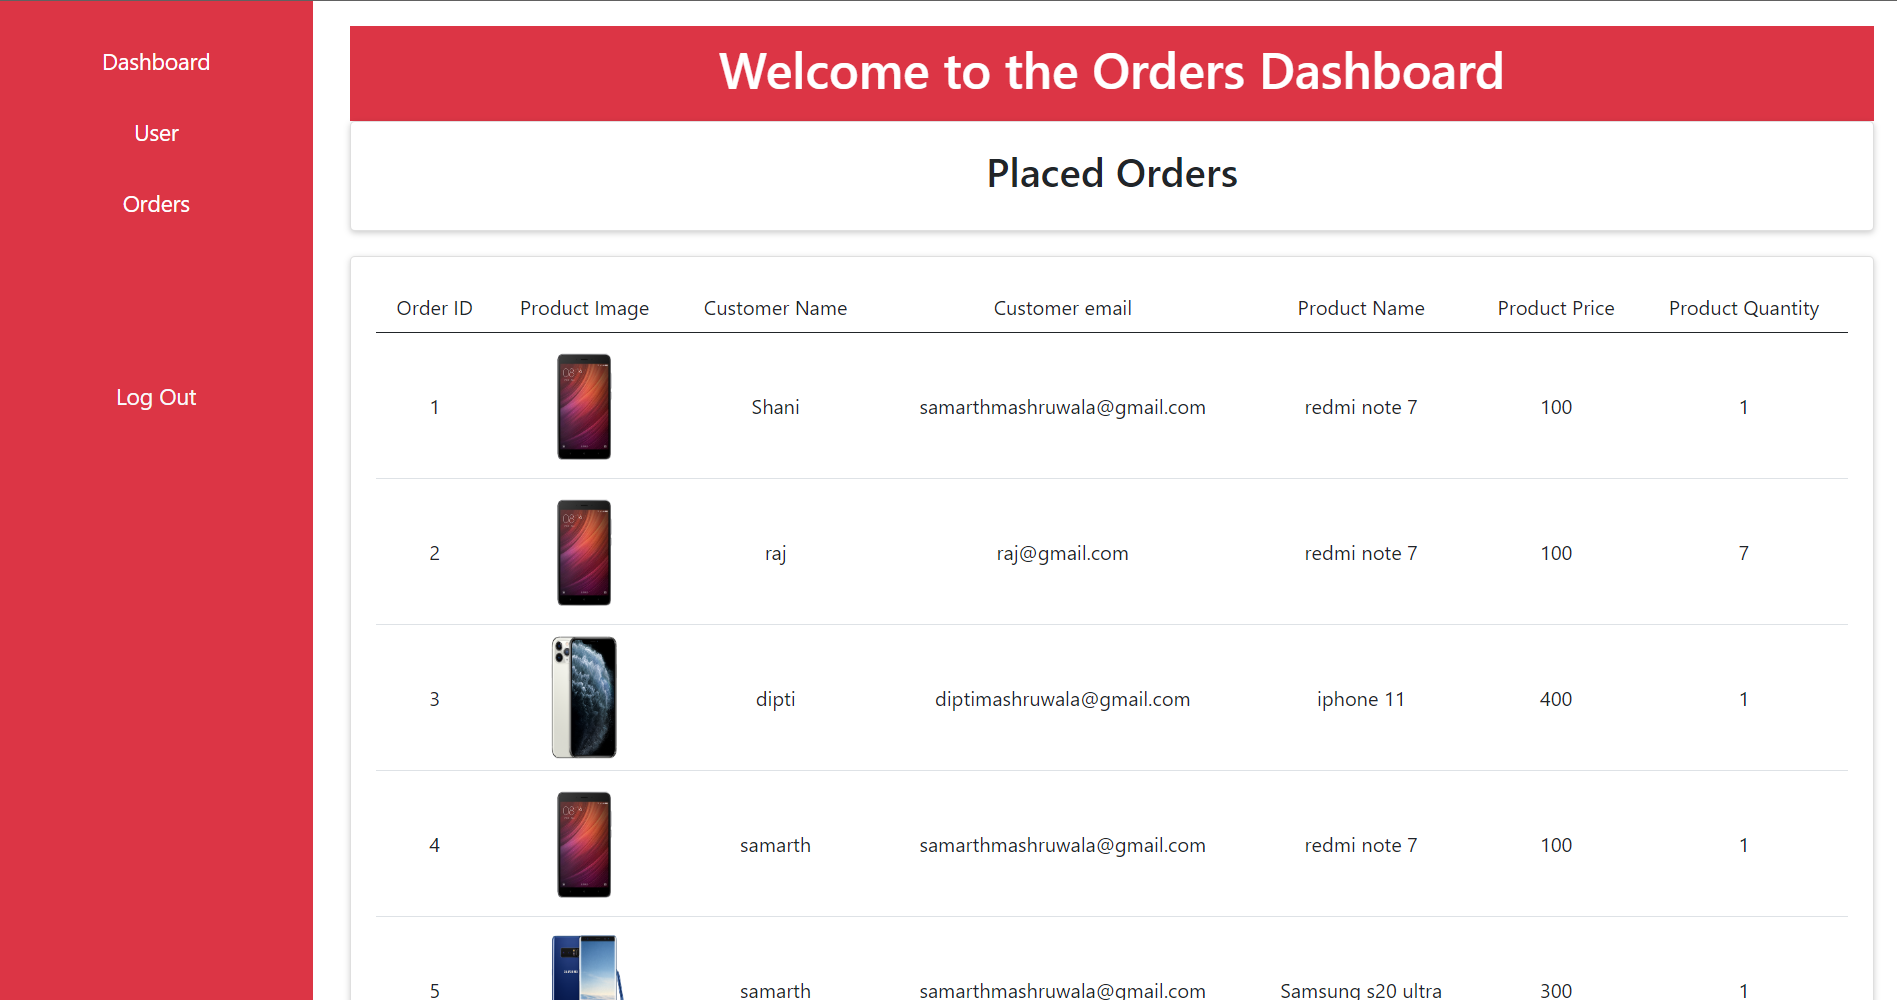 Dashboard
User
Orders
Log Out
Welcome to the Orders Dashboard
Placed Orders
Order ID Product Image Customer Name Customer email Product Name Product Price Product Quantity
1 Shani samarthmashruwala@gmail.com redmi note 7 100 1
2 raj raj@gmail.com redmi note 7 100 7
3 dipti diptimashruwala@gmail.com iphone 11 400 1
4 samarth samarthmashruwala@gmail.com redmi note 7 100 1
SAMSUNG
5 samarth samarthmashruwala@gmail.com Samsung s20 ultra 300 1